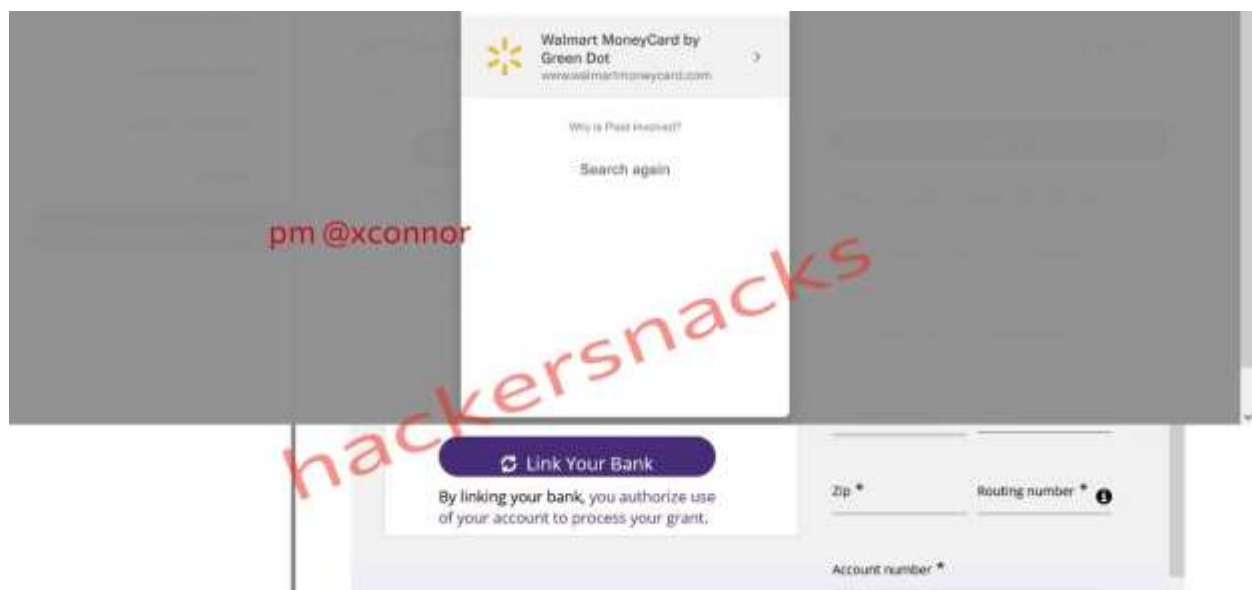 Walmart MoneyCard by
Green Dot
www.walmartmoneycard.com
Why is Plaid involved?
Search again
pm @xconnor
hackersnacks
Link Your Bank
By linking your bank, you authorize use
of your account to process your grant.
Zip *
Routing number *
Account number *